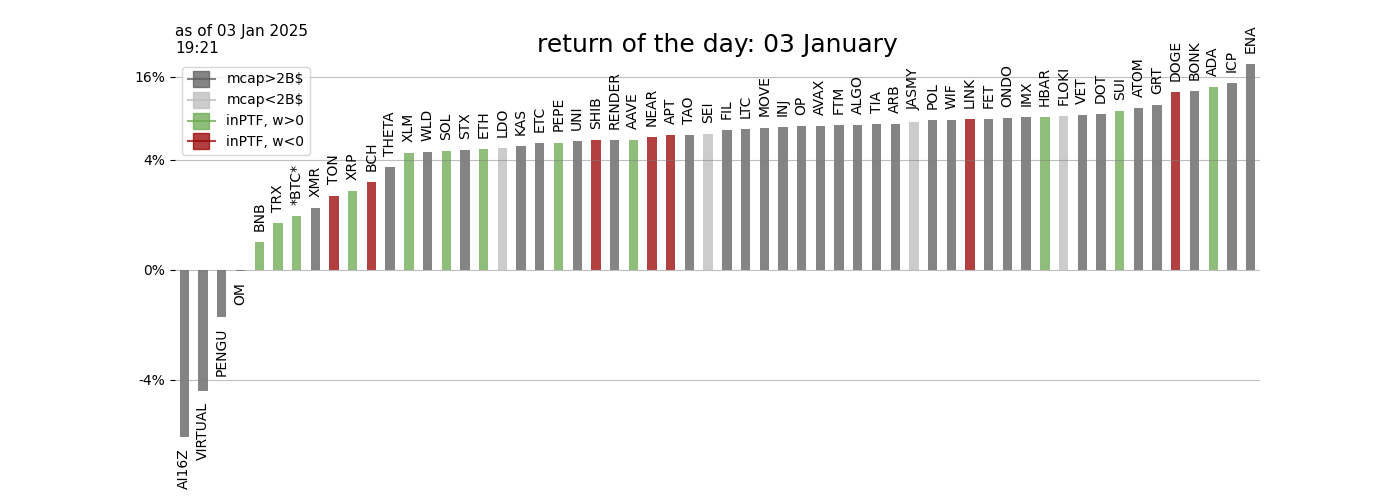 as of 03 Jan 2025
19:21
return of the day: 03 January
mcap>2B$
mcap<2B$
inPTF, w>0
inPTF, w<0
16%
4%
0%
-4%
AI16Z
VIRTUAL
PENGU
OM
BNB
TRX
*BTC*
XMR
TON
XRP
BCH
THETA
XLM
WLD
SOL
STX
ETH
LDO
KAS
ETC
PEPE
UNI
SHIB
RENDER
AAVE
NEAR
APT
TAO
SEI
FIL
LTC
MOVE
INJ
OP
AVAX
FTM
ALGO
TIA
ARB
JASMY
POL
WIF
LINK
FET
ONDO
IMX
HBAR
FLOKI
VET
DOT
SUI
ATOM
GRT
DOGE
BONK
ADA
ICP
ENA